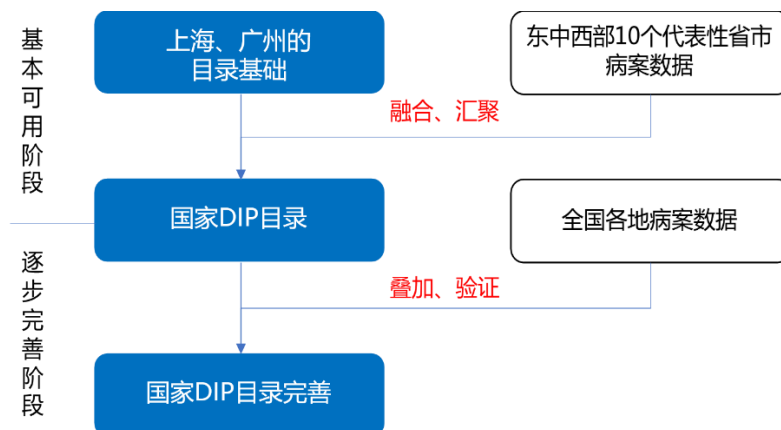 基本可用阶段
上海、广州的
目录基础
东中西部10个代表性省市
病案数据
融合、汇聚
国家DIP目录
全国各地病案数据
逐步完善阶段
叠加、验证
国家DIP目录完善